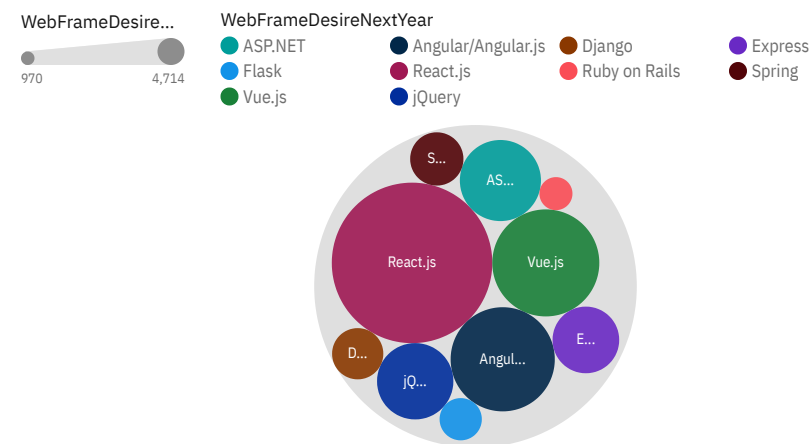 WebFrameDesire...
970
4,714
WebFrameDesireNextYear
ASP.NET
Angular/Angular.js
Django
Express
Flask
React.js
Ruby on Rails
Spring
Vue.js
jQuery
S...
AS...
React.js
Vue.js
E...
D...
Angul...
jQ...